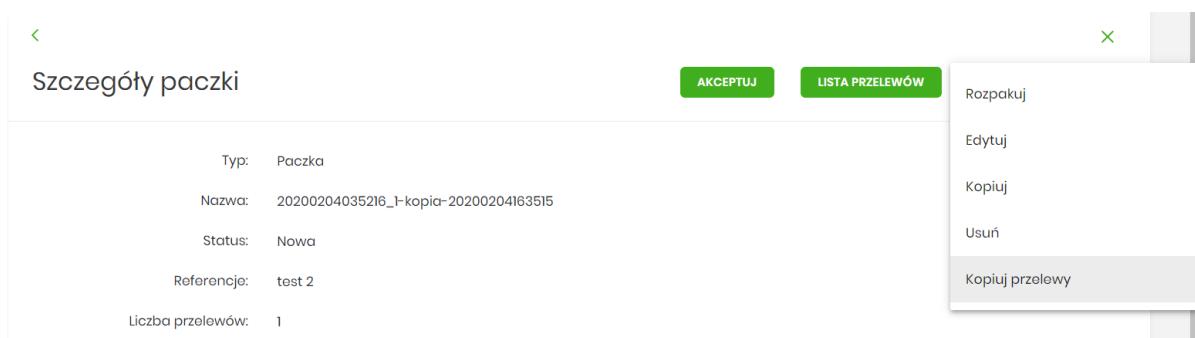 Szczegóły paczki
AKCEPTUJ
LISTA PRZELEWÓW
Rozpakuj
Edytuj
Kopiuj
Usuń
Kopiuj przelewy
Typ: Paczka
Nazwa: 20200204035216_1-kopia-20200204163515
Status: Nowa
Referencje: test 2
Liczba przelewów: 1